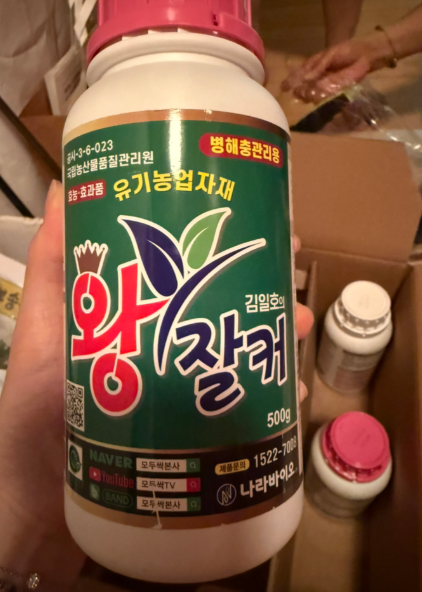 공시-3-6-023
국립농산물품질관리원
병해충관리용
효능·효과품
유기농업자재
왕
김일호의
잘커
500g
NAVER 모두싹본사
제품문의 1522-7008
YouTube 모두싹TV
나라바이오
BAND 모두싹본사